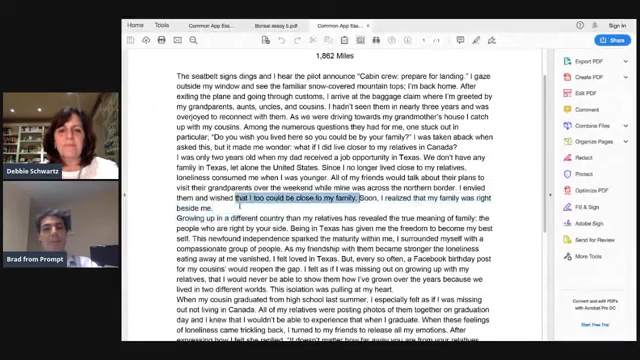 Home
Tools
Common App Eas...
Bonsai essay 5.pdf
Common App Eas...
Sign In
1 / 1
Share
1,862 Miles
The seatbelt signs dings and I hear the pilot announce “Cabin crew: prepare for landing.” I gaze
outside my window and see the familiar snow-covered mountain tops; I'm back home. After
exiting the plane and going through customs, I arrive at the baggage claim where I'm greeted by
my grandparents, aunts, uncles, and cousins. I hadn't seen them in nearly three years and was
overjoyed to reconnect with them. As we were driving towards my grandmother's house I catch
up with my cousins. Among the numerous questions they had for me, one stuck out in
particular; “Do you wish you lived here so you could be by your family?” I was taken aback when
asked this, but it made me wonder: what if I did live closer to my relatives in Canada?
I was only two years old when my dad received a job opportunity in Texas. We don't have any
family in Texas, let alone the United States. Since I no longer lived close to my relatives,
loneliness consumed me when I was younger. All of my friends would talk about their plans to
visit their grandparents over the weekend while mine was across the northern border. I envied
them and wished that I too could be close to my family. Soon, I realized that my family was right
beside me.
Growing up in a different country than my relatives has revealed the true meaning of family: the
people who are right by your side. Being in Texas has given me the freedom to become my best
self. This newfound independence sparked the maturity within me, I surrounded myself with a
compassionate group of people. As my friendships with them became stronger the loneliness
eating away at me vanished. I felt loved in Texas. But, every so often, a Facebook birthday post
for my cousins' would reopen the gap. I felt as if I was missing out on growing up with my
relatives, that I would never be able to show them how I've grown over the years because we
lived in two different worlds. This isolation was pulling at my heart.
When my cousin graduated from high school last summer, I especially felt as if I was missing
out not living in Canada. All of my relatives were posting photos of them together on graduation
day and I knew that I wouldn't be able to experience that when I graduate. When these feelings
of loneliness came trickling back, I turned to my friends to release all my emotions. After
Export PDF
Create PDF
Edit PDF
Comment
Combine Files
Organize Pages
Redact
Protect
Optimize PDF
Fill & Sign
Adobe Sign
Send for Review
More Tools
Convert and edit PDFs
with Acrobat Pro DC
Start Free Trial
Debbie Schwartz
Brad from Prompt